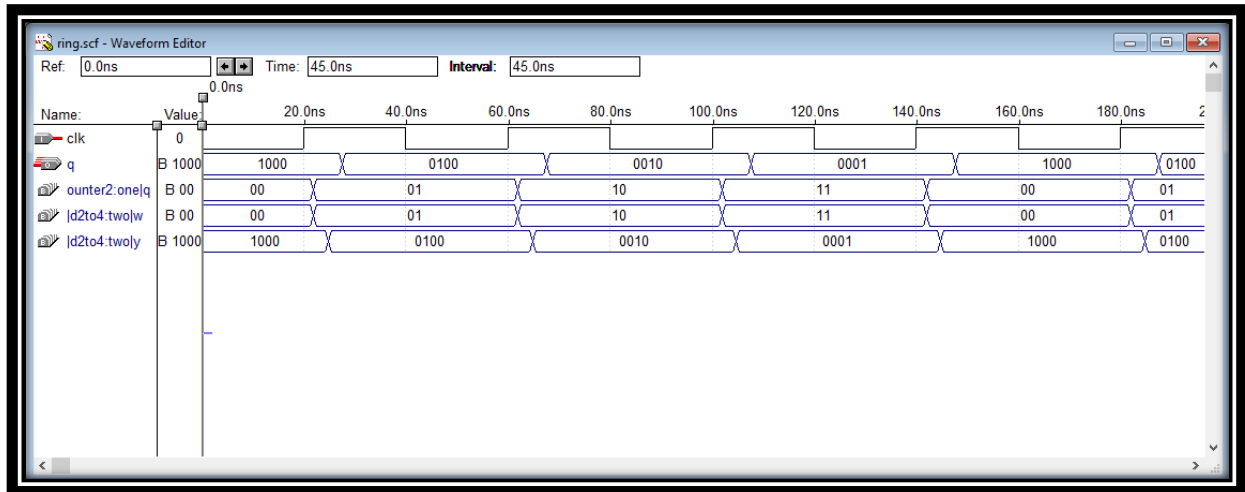 ring.scf - Waveform Editor
Ref: 0.0ns Time: 45.0ns Interval: 45.0ns
0.0ns
Name: Value: 20.0ns 40.0ns 60.0ns 80.0ns 100.0ns 120.0ns 140.0ns 160.0ns 180.0ns 2
clk 0
q B 1000 1000 0100 0010 0001 1000 0100
ounter2:one|q B 00 00 01 10 11 00 01
|d2to4:two|w B 00 00 01 10 11 00 01
|d2to4:two|y B 1000 1000 0100 0010 0001 1000 0100